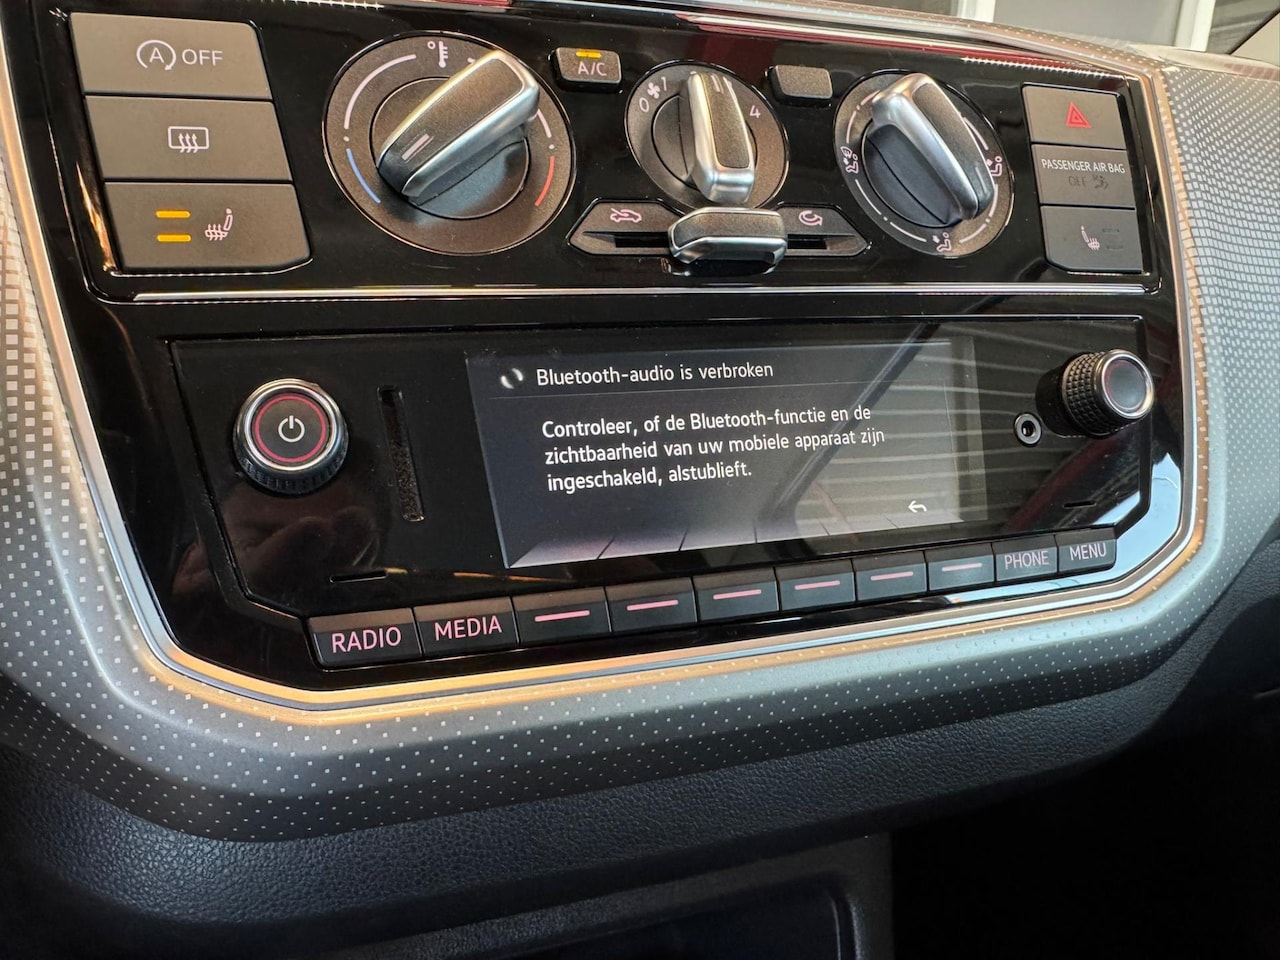 A OFF
A/C
0 1 4
PASSENGER AIR BAG
OFF
Bluetooth-audio is verbroken
Controleer, of de Bluetooth-functie en de
zichtbaarheid van uw mobiele apparaat zijn
ingeschakeld, alstublieft.
RADIO MEDIA PHONE MENU